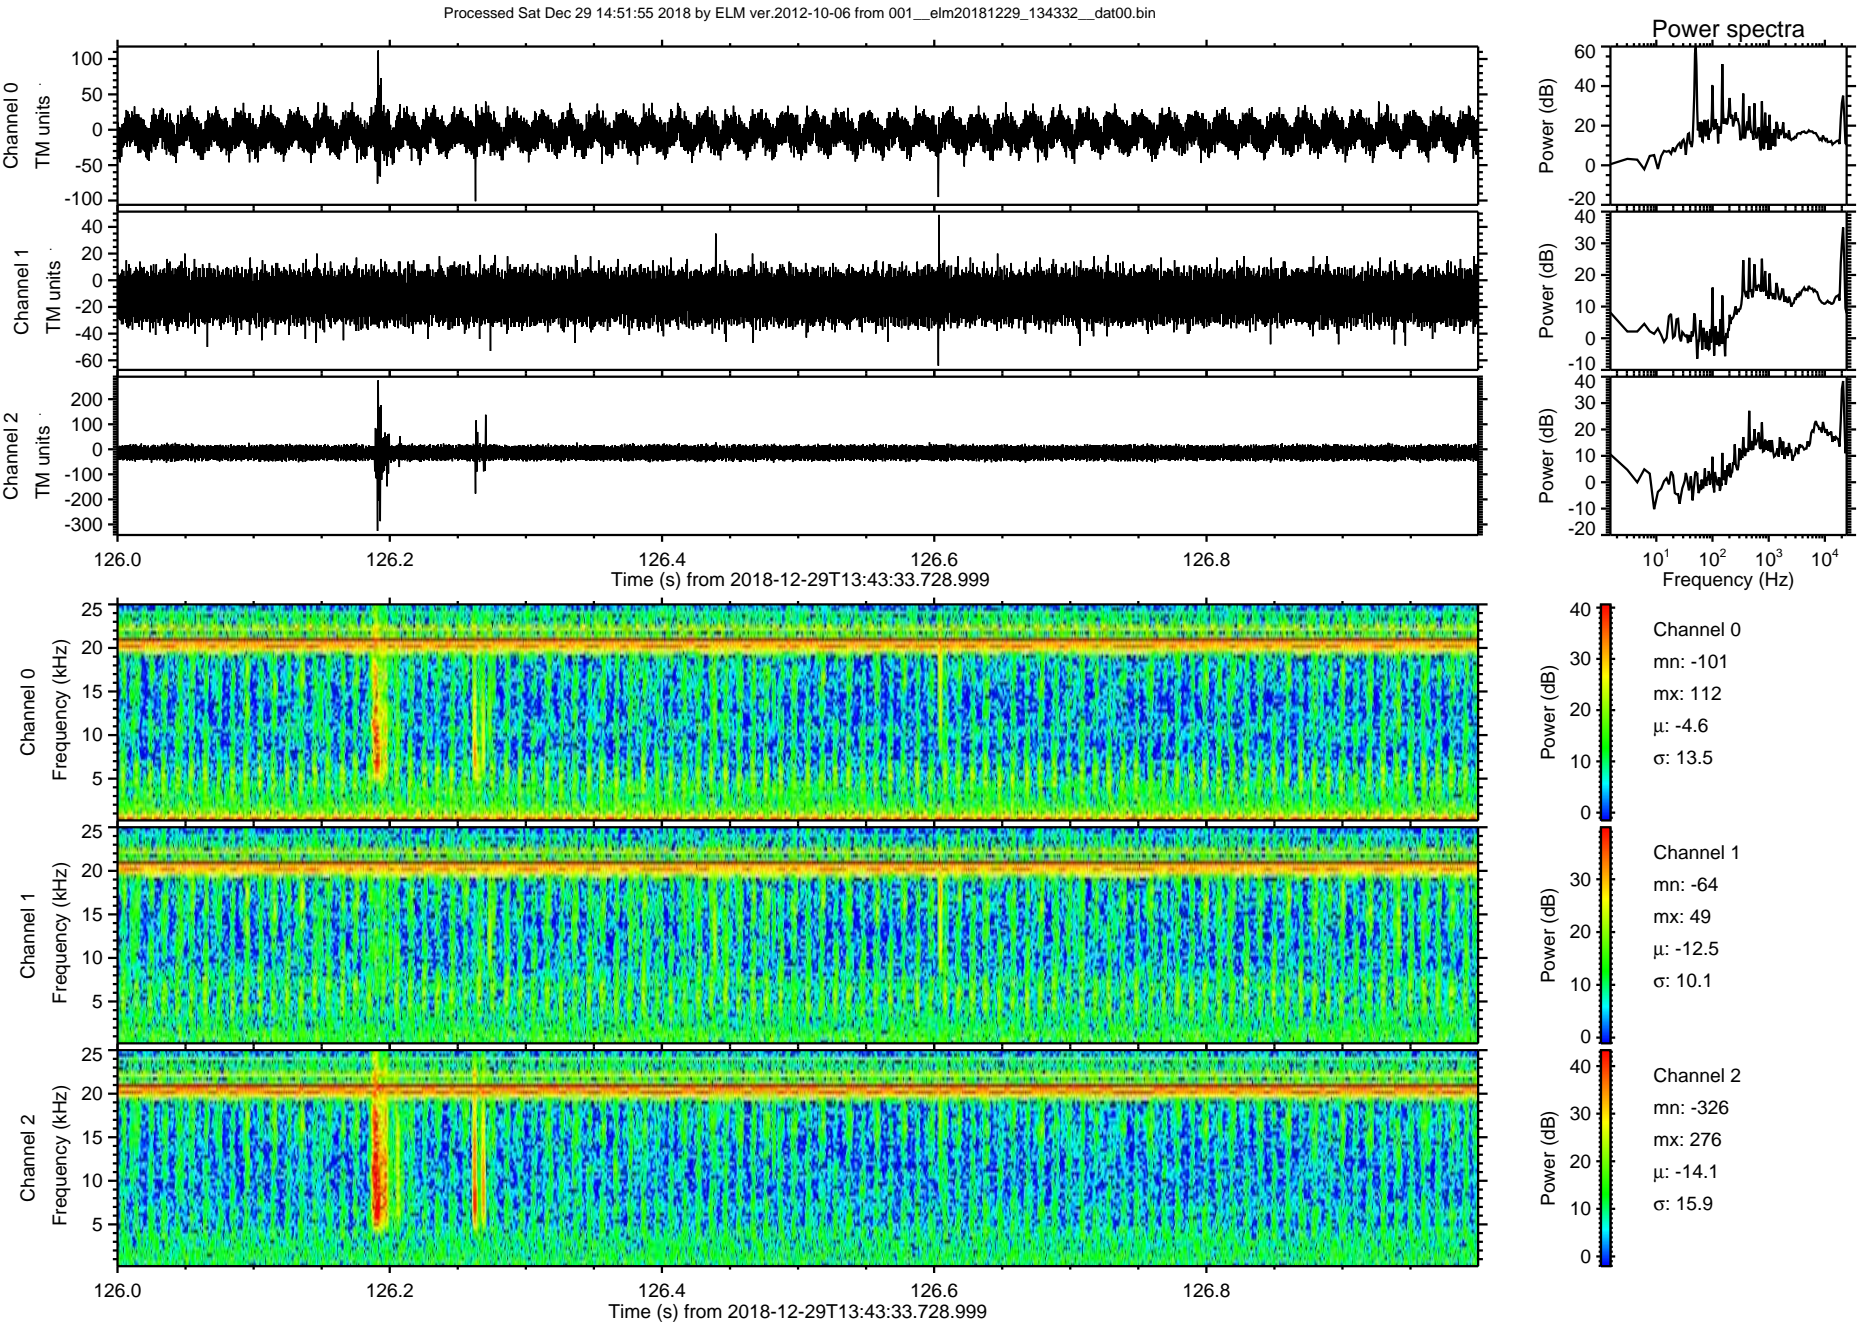 Processed Sat Dec 29 14:51:55 2018 by ELM ver.2012-10-06 from 001__elm20181229_134332__dat00.bin
Power spectra
Channel 0
TM units
100
50
0
-50
-100
Power (dB)
60
40
20
0
-20
Channel 1
TM units
40
20
0
-20
-40
-60
Power (dB)
40
30
20
10
0
-10
Channel 2
TM units
200
100
0
-100
-200
-300
Power (dB)
40
30
20
10
0
-10
-20
126.0 126.2 126.4 126.6 126.8
Time (s) from 2018-12-29T13:43:33.728.999
10¹ 10² 10³ 10⁴
Frequency (Hz)
Channel 0
Frequency (kHz)
25
20
15
10
5
Power (dB)
40
30
20
10
0
Channel 0
mn: -101
mx: 112
μ: -4.6
σ: 13.5
Channel 1
Frequency (kHz)
25
20
15
10
5
Power (dB)
30
20
10
0
Channel 1
mn: -64
mx: 49
μ: -12.5
σ: 10.1
Channel 2
Frequency (kHz)
25
20
15
10
5
Power (dB)
40
30
20
10
0
Channel 2
mn: -326
mx: 276
μ: -14.1
σ: 15.9
126.0 126.2 126.4 126.6 126.8
Time (s) from 2018-12-29T13:43:33.728.999